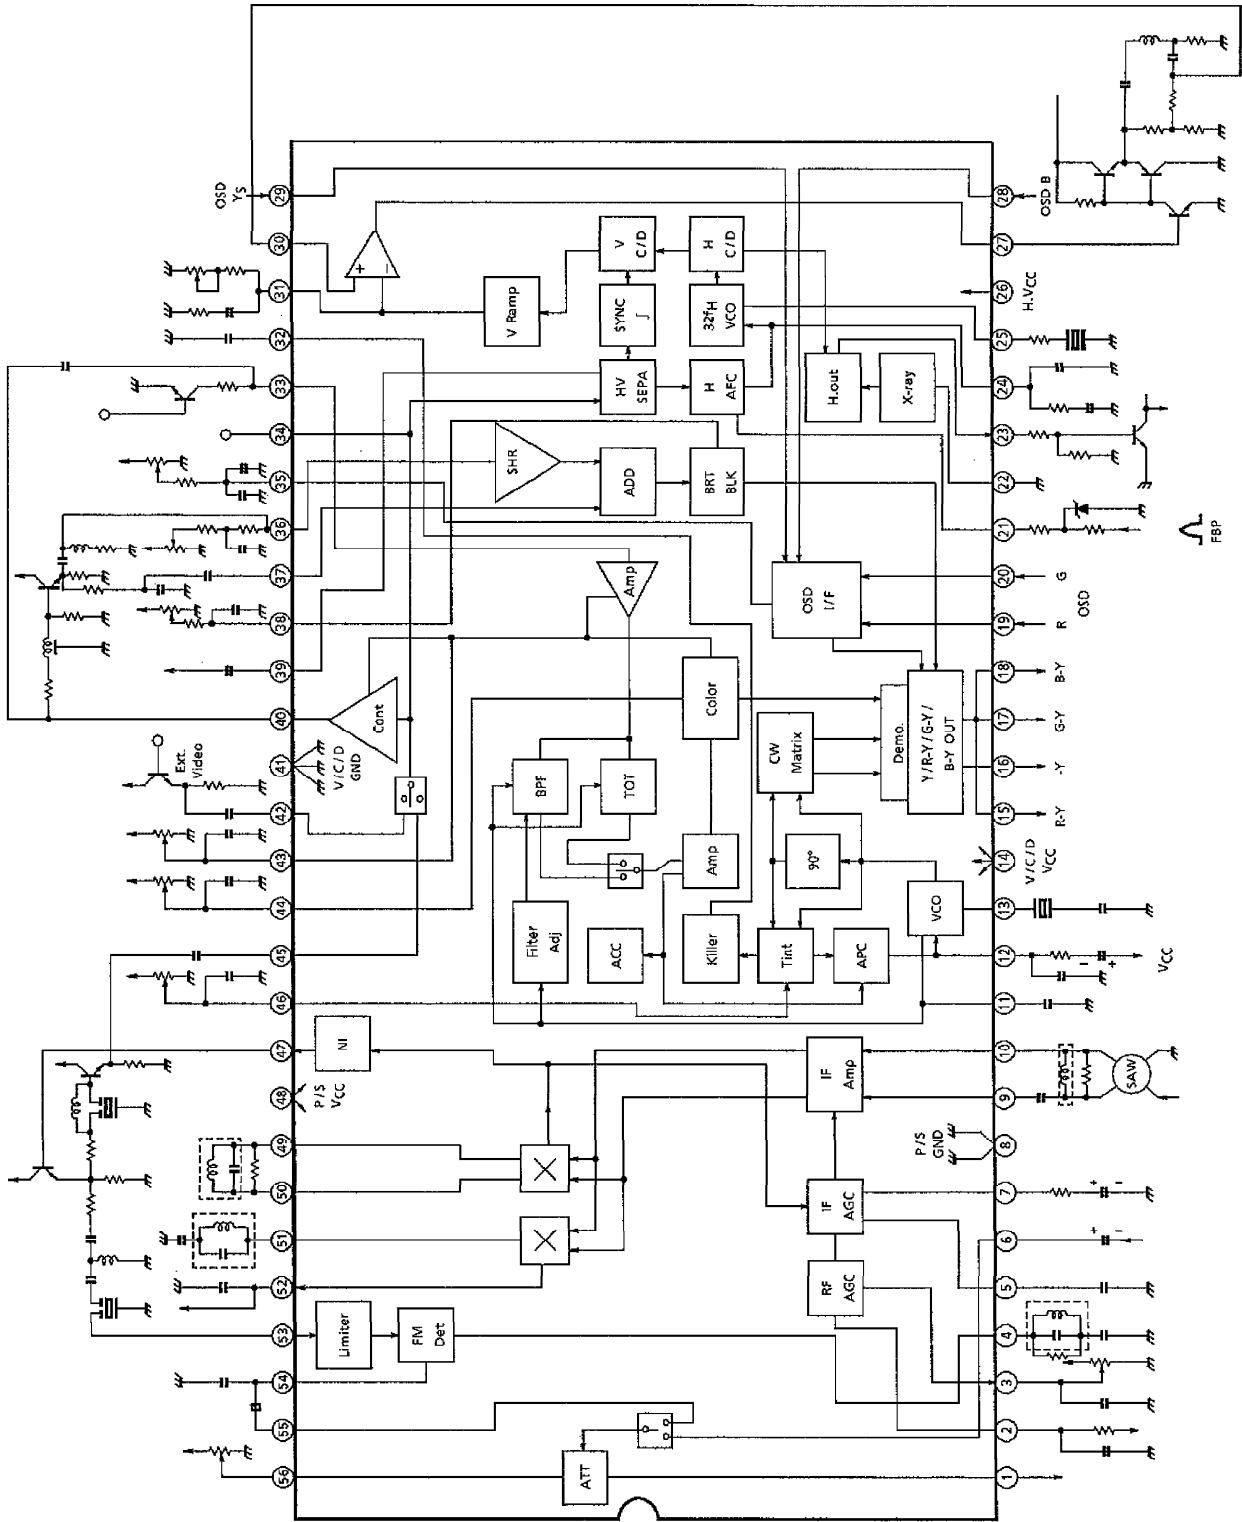 OSD
YS
29
30
31
32
33
34
35
36
37
38
39
40
41
42
43
44
45
46
47
48
49
50
51
52
53
54
55
56
V/C/D
GND
Ext.
Video
P/S
VCC
+
−
V
C/D
H
C/D
V Ramp
SYNC
∫
32fH
VCO
HV
SEPA
H
AFC
H.out
X-ray
SHR
ADD
BRT
BLK
Amp
OSD
I/F
Cont
Color
BPF
TOT
CW
Matrix
Demo.
Y/R-Y/G-Y/
B-Y OUT
Amp
90°
VCO
Filter
Adj
ACC
Killer
Tint
APC
NI
IF
Amp
IF
AGC
RF
AGC
Limiter
FM
Det
ATT
28
27
26
25
24
23
22
21
20
19
18
17
16
15
14
13
12
11
10
9
8
7
6
5
4
3
2
1
OSD B
H.VCC
FBP
G
OSD
R
B-Y
G-Y
-Y
R-Y
V/C/D
VCC
−
+
VCC
SAW
P/S
GND
+
−
+
−